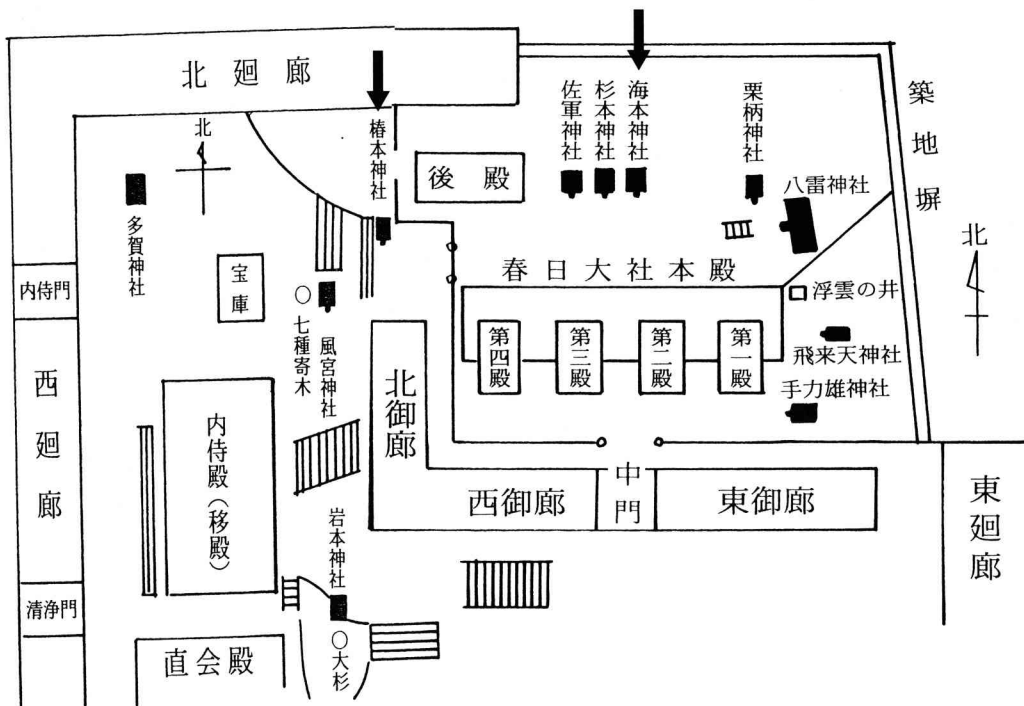 北廻廊
北
椿本神社
後殿
佐軍神社
杉本神社
海本神社
栗柄神社
八雷神社
築地塀
北
多賀神社
宝庫
内侍門
春日大社本殿
浮雲の井
飛来天神社
手力雄神社
第四殿
第三殿
第二殿
第一殿
七種寄木
風宮神社
北御廊
西廻廊
内侍殿(移殿)
西御廊
中門
東御廊
東廻廊
岩本神社
清浄門
直会殿
大杉